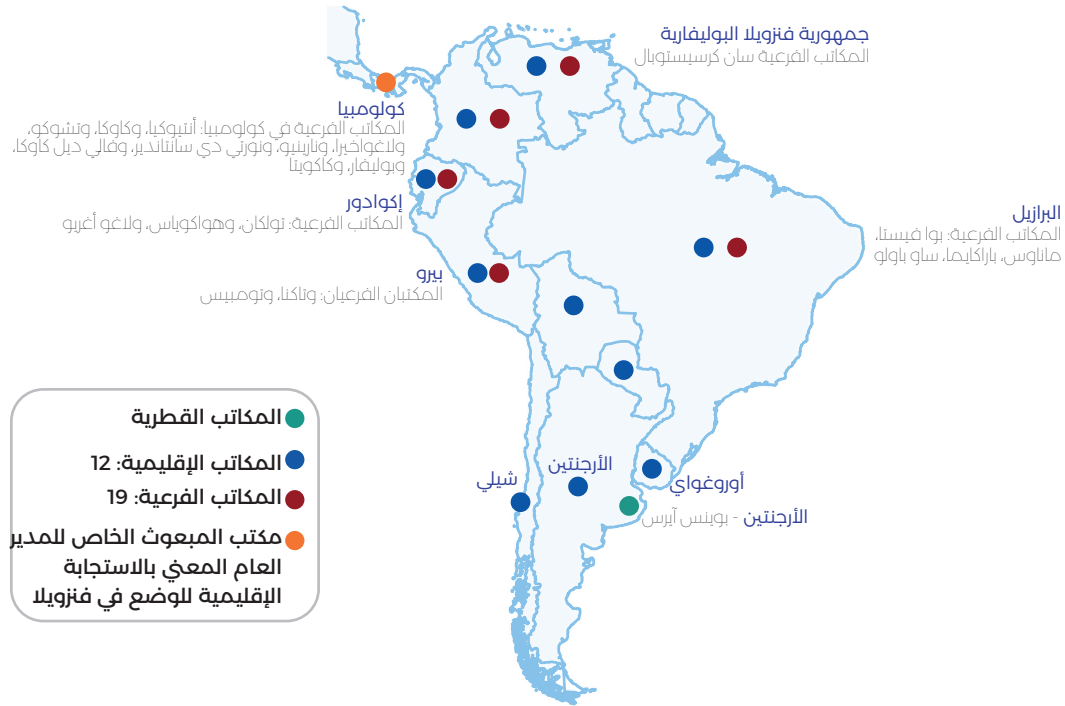 جمهورية فنزويلا البوليفارية
المكاتب الفرعية سان كرسيستوبال
كولومبيا
المكاتب الفرعية في كولومبيا: أنتيوكيا، وكاوكا، وتشوكو،
ولاغواخيرا، ونارينيو، ونورتي دي سانتاندير، وفالي ديل كاوكا،
وبوليفار، وكاكويتا
إكوادور
المكاتب الفرعية: تولكان، وهواكوياس، ولاغو أغريو
البرازيل
المكاتب الفرعية: بوا فيستا،
ماناوس، باراكايما، ساو باولو
بيرو
المكتبان الفرعيان: وتاكنا، وتومبيس
الأرجنتين
شيلي
أوروغواي
الأرجنتين - بوينس آيرس
المكاتب القطرية
المكاتب الإقليمية: 12
المكاتب الفرعية: 19
مكتب المبعوث الخاص للمدير
العام المعني بالاستجابة
الإقليمية للوضع في فنزويلا